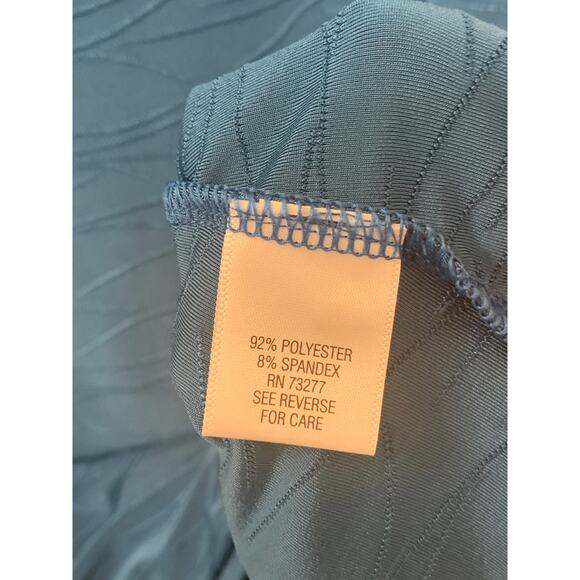 92% POLYESTER
8% SPANDEX
RN 73277
SEE REVERSE
FOR CARE